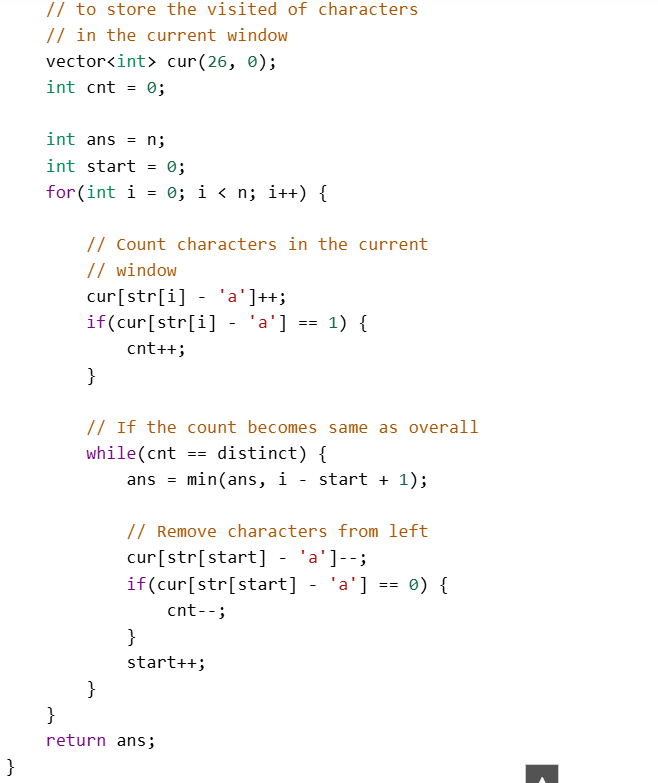 // to store the visited of characters
// in the current window
vector<int> cur(26, 0);
int cnt = 0;
int ans = n;
int start = 0;
for(int i = 0; i < n; i++) {
// Count characters in the current
// window
cur[str[i] - 'a']++;
if(cur[str[i] - 'a'] == 1) {
cnt++;
}
// If the count becomes same as overall
while(cnt == distinct) {
ans = min(ans, i - start + 1);
// Remove characters from left
cur[str[start] - 'a']--;
if(cur[str[start] - 'a'] == 0) {
cnt--;
}
start++;
}
}
return ans;
}